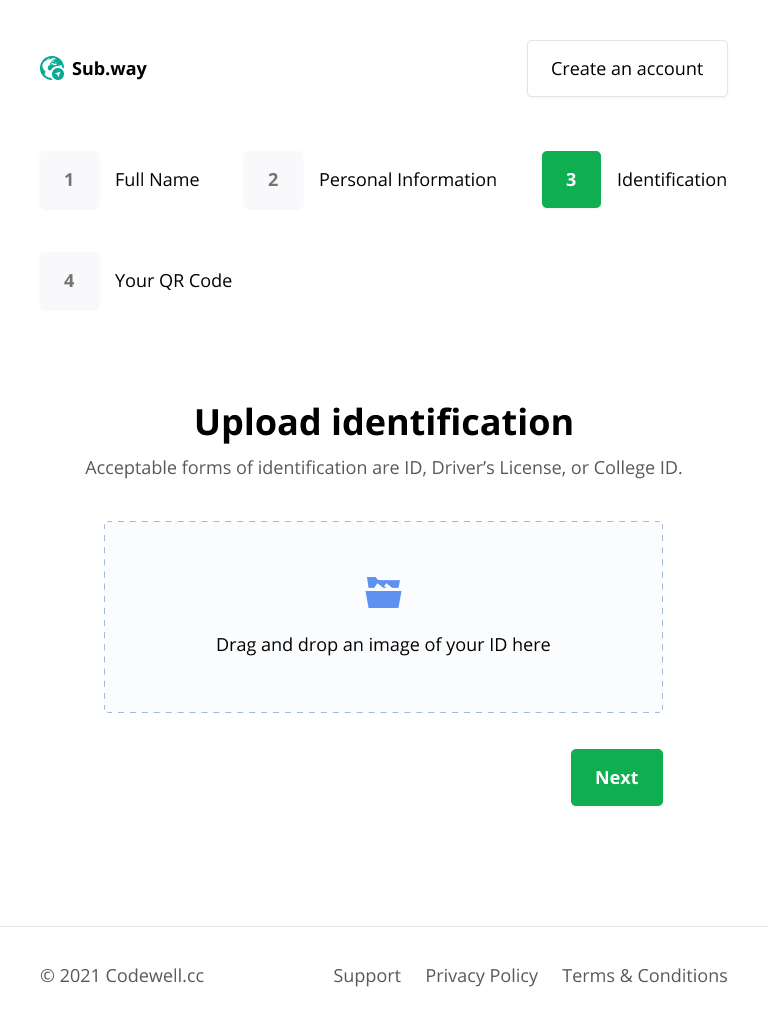 Sub.way
Create an account
1 Full Name
2 Personal Information
3 Identification
4 Your QR Code
Upload identification
Acceptable forms of identification are ID, Driver’s License, or College ID.
Drag and drop an image of your ID here
Next
© 2021 Codewell.cc
Support Privacy Policy Terms & Conditions